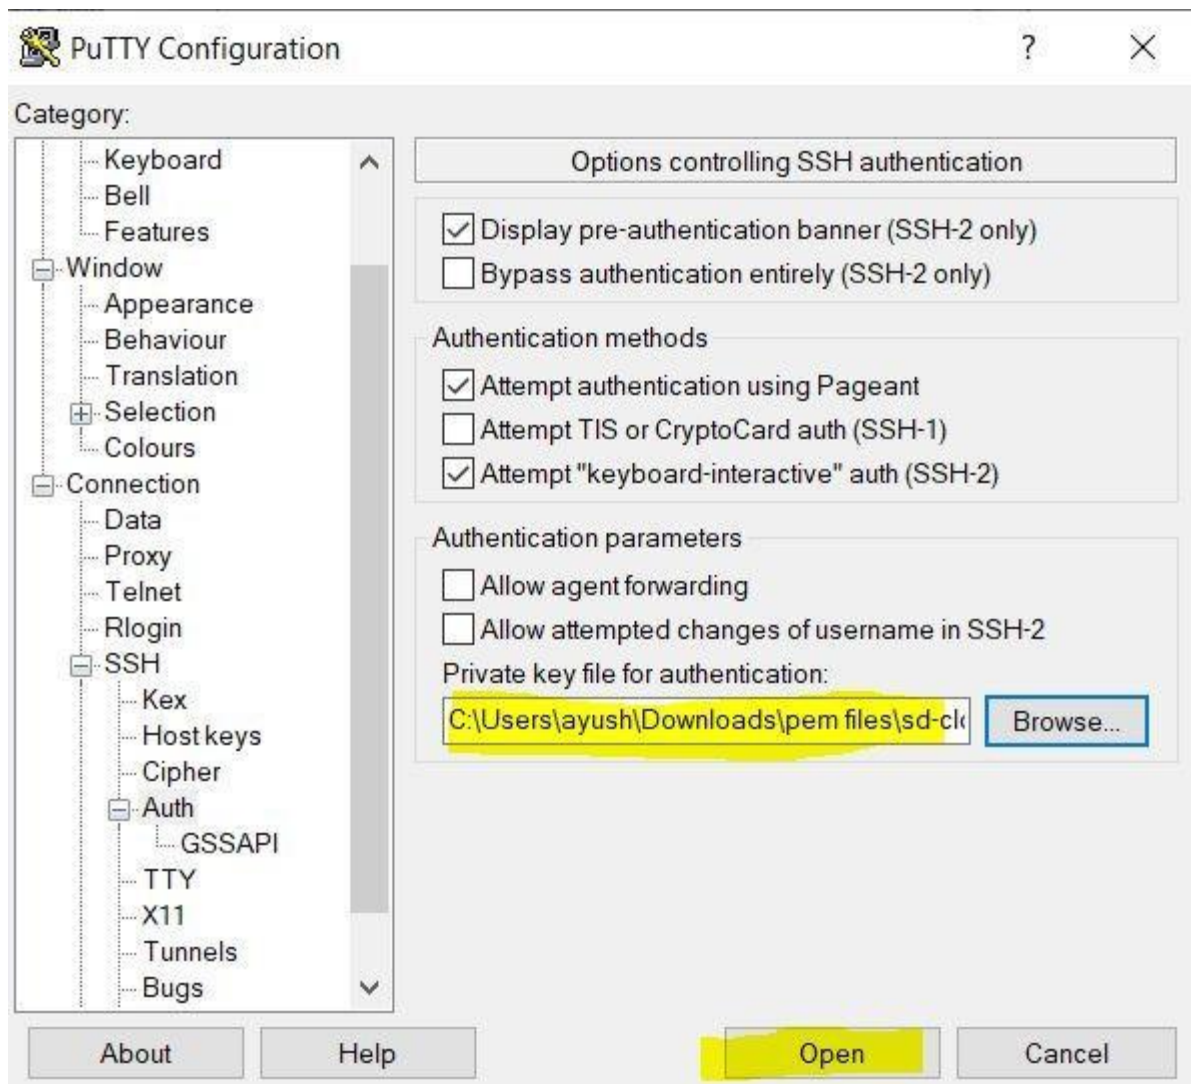 PuTTY Configuration
?
Category:
Keyboard
Bell
Features
Window
Appearance
Behaviour
Translation
Selection
Colours
Connection
Data
Proxy
Telnet
Rlogin
SSH
Kex
Host keys
Cipher
Auth
GSSAPI
TTY
X11
Tunnels
Bugs
Options controlling SSH authentication
Display pre-authentication banner (SSH-2 only)
Bypass authentication entirely (SSH-2 only)
Authentication methods
Attempt authentication using Pageant
Attempt TIS or CryptoCard auth (SSH-1)
Attempt "keyboard-interactive" auth (SSH-2)
Authentication parameters
Allow agent forwarding
Allow attempted changes of username in SSH-2
Private key file for authentication:
C:\Users\ayush\Downloads\pem files\sd-clo
Browse...
About
Help
Open
Cancel